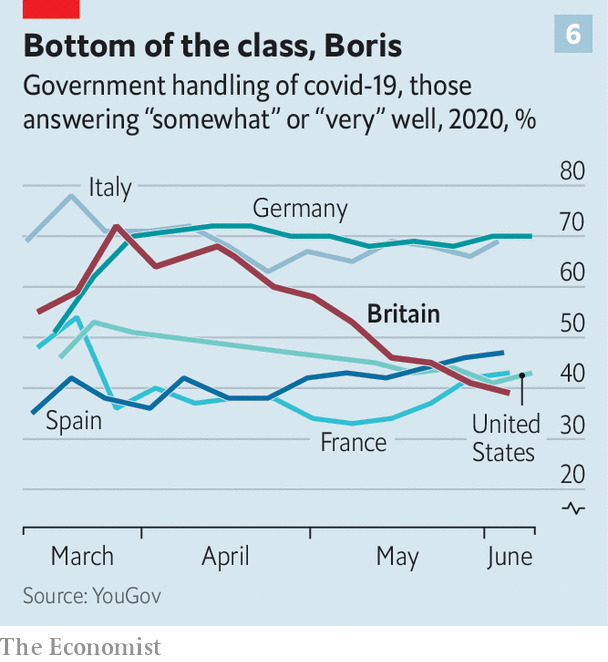 6
Bottom of the class, Boris
Government handling of covid-19, those
answering “somewhat” or “very” well, 2020, %
80
Italy
Germany
70
60
Britain
50
40
Spain
United
States
France
30
20
March April May June
Source: YouGov
The Economist